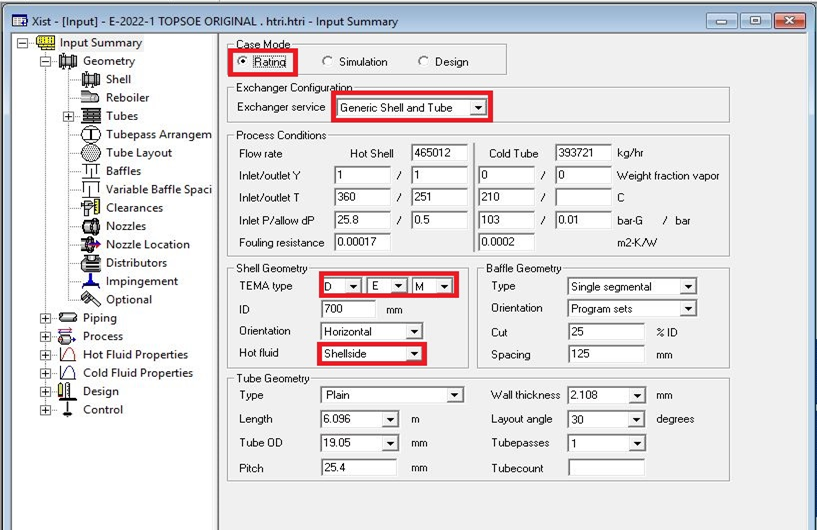 Xist - [Input] - E-2022-1 TOPSOE ORIGINAL . htri.htri - Input Summary
Input Summary
Geometry
Shell
Reboiler
Tubes
Tubepass Arrangem
Tube Layout
Baffles
Variable Baffle Spaci
Clearances
Nozzles
Nozzle Location
Distributors
Impingement
Optional
Piping
Process
Hot Fluid Properties
Cold Fluid Properties
Design
Control
Case Mode
Rating Simulation Design
Exchanger Configuration
Exchanger service Generic Shell and Tube
Process Conditions
Flow rate Hot Shell 465012 Cold Tube 393721 kg/hr
Inlet/outlet Y 1 / 1 0 / 0 Weight fraction vapor
Inlet/outlet T 360 / 251 210 / C
Inlet P/allow dP 25.8 / 0.5 103 / 0.01 bar-G / bar
Fouling resistance 0.00017 0.0002 m2-K/W
Shell Geometry
TEMA type D E M
ID 700 mm
Orientation Horizontal
Hot fluid Shellside
Baffle Geometry
Type Single segmental
Orientation Program sets
Cut 25 % ID
Spacing 125 mm
Tube Geometry
Type Plain Wall thickness 2.108 mm
Length 6.096 m Layout angle 30 degrees
Tube OD 19.05 mm Tubepasses 1
Pitch 25.4 mm Tubecount